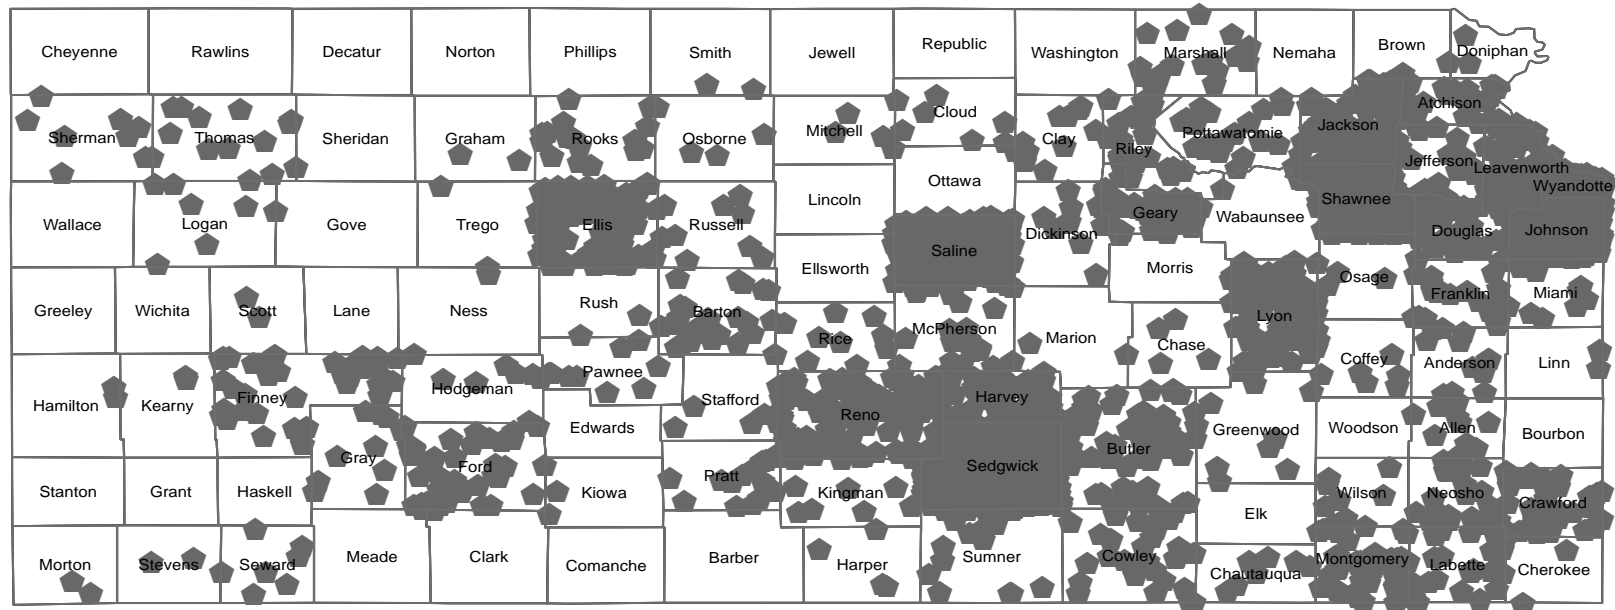 Cheyenne
Rawlins
Decatur
Norton
Phillips
Smith
Jewell
Republic
Washington
Marshall
Nemaha
Brown
Doniphan
Sherman
Thomas
Sheridan
Graham
Rooks
Osborne
Mitchell
Cloud
Clay
Riley
Pottawatomie
Jackson
Atchison
Jefferson
Leavenworth
Wyandotte
Wallace
Logan
Gove
Trego
Ellis
Russell
Lincoln
Ottawa
Saline
Dickinson
Geary
Wabaunsee
Shawnee
Douglas
Johnson
Greeley
Wichita
Scott
Lane
Ness
Rush
Barton
Ellsworth
Rice
McPherson
Marion
Morris
Chase
Lyon
Osage
Franklin
Miami
Hamilton
Kearny
Finney
Hodgeman
Pawnee
Stafford
Reno
Harvey
Sedgwick
Butler
Greenwood
Coffey
Anderson
Linn
Woodson
Allen
Bourbon
Stanton
Grant
Haskell
Gray
Ford
Edwards
Kiowa
Pratt
Kingman
Elk
Wilson
Neosho
Crawford
Morton
Stevens
Seward
Meade
Clark
Comanche
Barber
Harper
Sumner
Cowley
Chautauqua
Montgomery
Labette
Cherokee